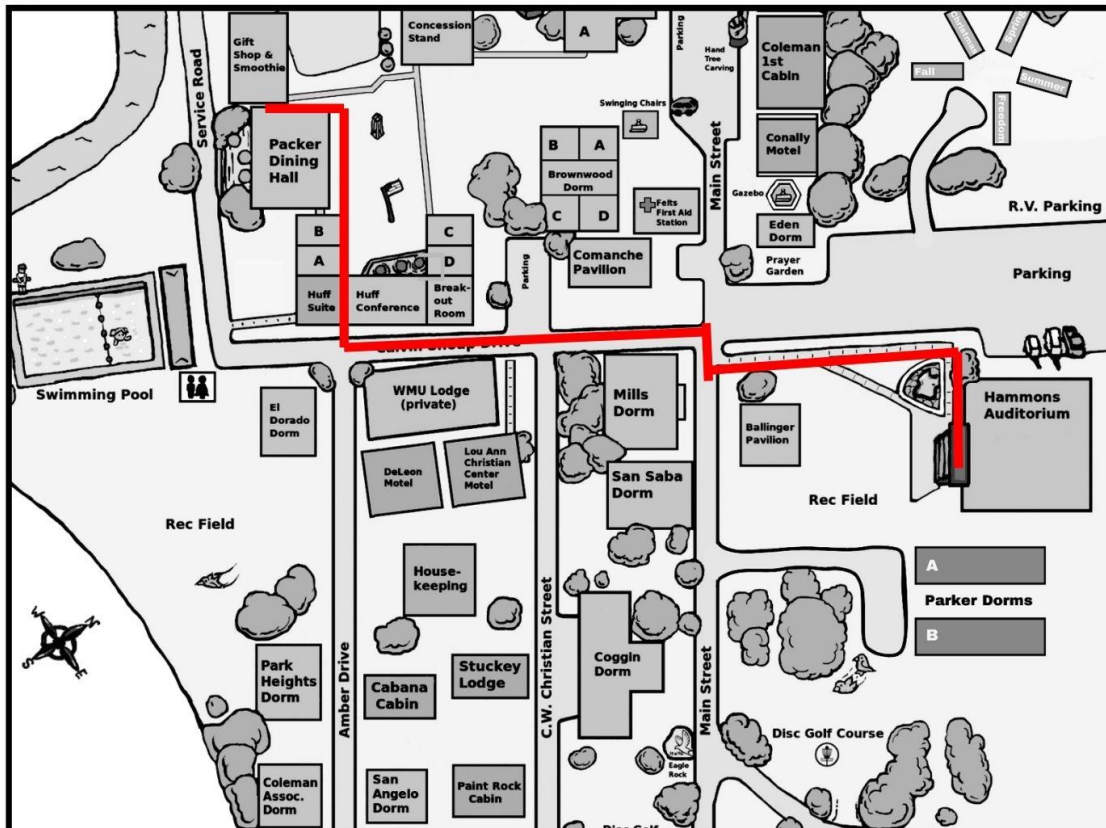 Gift
Shop &
Smoothie
Concession
Stand
A
Parking
Hand
Tree
Carving
Coleman
1st
Cabin
Christmas
Spring
Fall
Summer
Freedom
Service Road
Swinging Chairs
Main Street
Conally
Motel
Packer
Dining
Hall
B
A
Brownwood
Dorm
C
D
Felts
First Aid
Station
Gazebo
Eden
Dorm
Prayer
Garden
R.V. Parking
Parking
B
A
C
D
Comanche
Pavilion
Parking
Huff
Suite
Huff
Conference
Break-
out
Room
Swimming Pool
WMU Lodge
(private)
El
Dorado
Dorm
Mills
Dorm
Ballinger
Pavilion
Hammons
Auditorium
DeLeon
Motel
Lou Ann
Christian
Center
Motel
San Saba
Dorm
Rec Field
Rec Field
House-
keeping
A
Parker Dorms
B
W
N
S
E
Park
Heights
Dorm
Amber Drive
Cabana
Cabin
Stuckey
Lodge
C.W. Christian Street
Coggin
Dorm
Main Street
Eagle
Rock
Disc Golf Course
Coleman
Assoc.
Dorm
San
Angelo
Dorm
Paint Rock
Cabin
Disc Golf